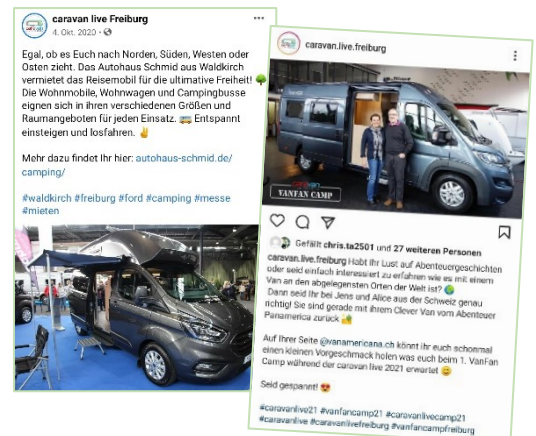 caravan live Freiburg
4. Okt. 2020 ·
Egal, ob es Euch nach Norden, Süden, Westen oder
Osten zieht. Das Autohaus Schmid aus Waldkirch
vermietet das Reisemobil für die ultimative Freiheit! 🌳
Die Wohnmobile, Wohnwagen und Campingbusse
eignen sich in ihren verschiedenen Größen und
Raumangeboten für jeden Einsatz. 🚐 Entspannt
einsteigen und losfahren. ✌️
Mehr dazu findet Ihr hier: autohaus-schmid.de/
camping/
#waldkirch #freiburg #ford #camping #messe
#mieten
caravan.live.freiburg
caravan
VANFAN CAMP
Gefällt chris.ta2501 und 27 weiteren Personen
caravan.live.freiburg Habt Ihr Lust auf Abenteuergeschichten
oder seid einfach interessiert zu erfahren wie es mit einem
Van an den abgelegensten Orten der Welt ist? 🌍
Dann seid Ihr bei Jens und Alice aus der Schweiz genau
richtig! Sie sind gerade mit ihrem Clever Van vom Abenteuer
Panamerica zurück 🏕️
Auf Ihrer Seite @vanamericana.ch könnt ihr euch schonmal
einen kleinen Vorgeschmack holen was euch beim 1. VanFan
Camp während der caravan live 2021 erwartet 😄
Seid gespannt! 😍
#caravanlive21 #vanfancamp21 #caravanlivecamp21
#caravanlive #caravanlivefreiburg #vanfancampfreiburg